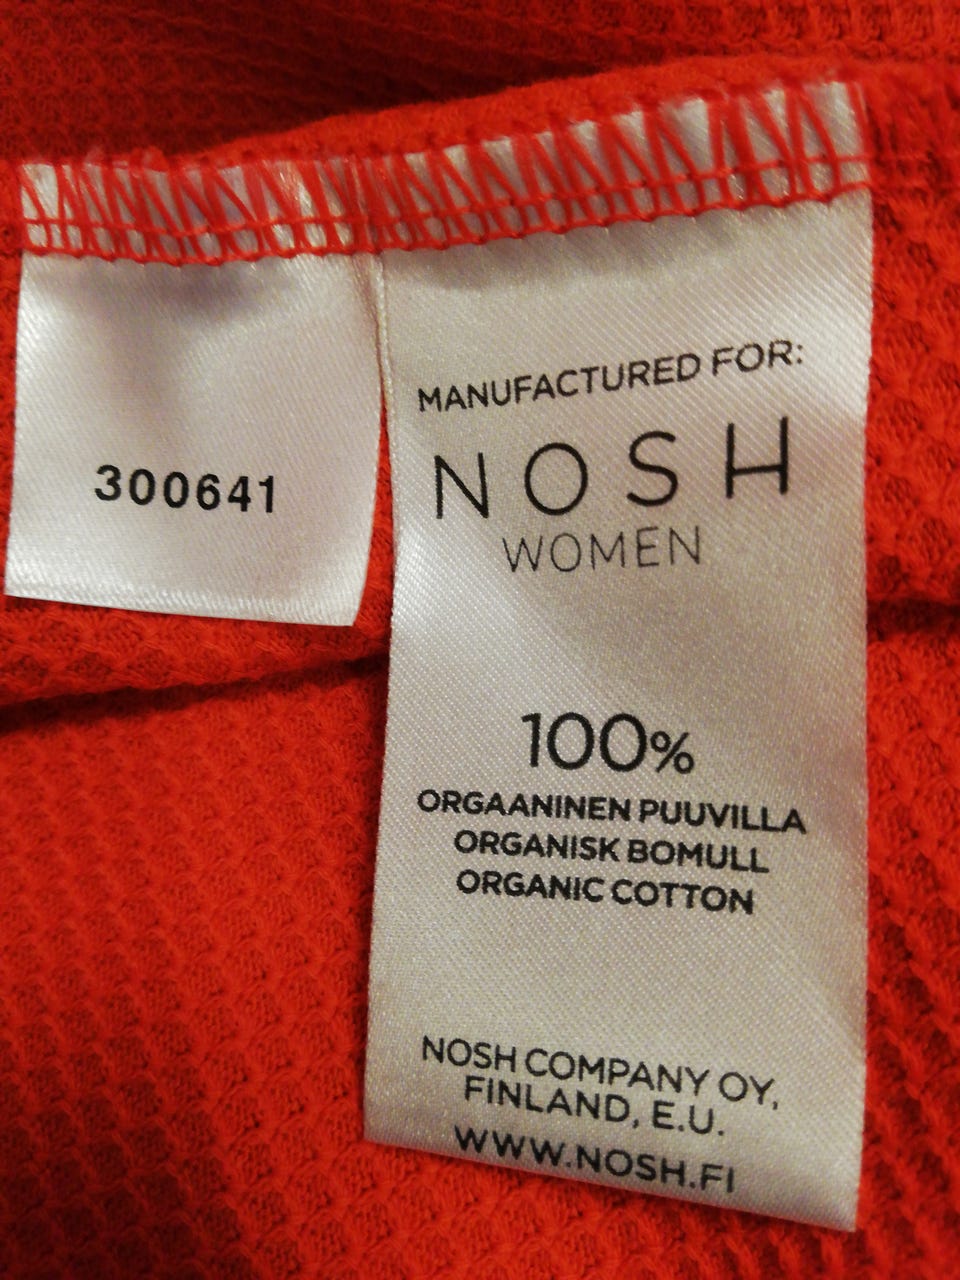 300641
MANUFACTURED FOR:
NOSH
WOMEN
100%
ORGAANINEN PUUVILLA
ORGANISK BOMULL
ORGANIC COTTON
NOSH COMPANY OY,
FINLAND, E.U.
WWW.NOSH.FI